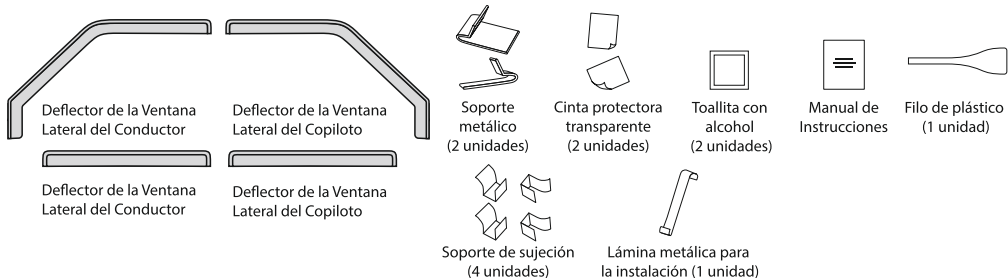 Deflector de la Ventana
Lateral del Conductor
Deflector de la Ventana
Lateral del Copiloto
Deflector de la Ventana
Lateral del Conductor
Deflector de la Ventana
Lateral del Copiloto
Soporte
metálico
(2 unidades)
Cinta protectora
transparente
(2 unidades)
Toallita con
alcohol
(2 unidades)
Manual de
Instrucciones
Filo de plástico
(1 unidad)
Soporte de sujeción
(4 unidades)
Lámina metálica para
la instalación (1 unidad)